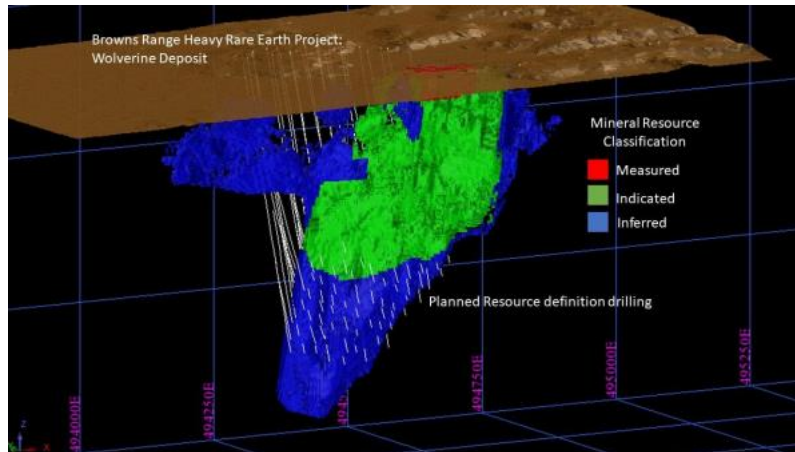 Browns Range Heavy Rare Earth Project:
Wolverine Deposit
Mineral Resource
Classification
Measured
Indicated
Inferred
Planned Resource definition drilling
494000E
494250E
494750E
495000E
495250E
Z
X